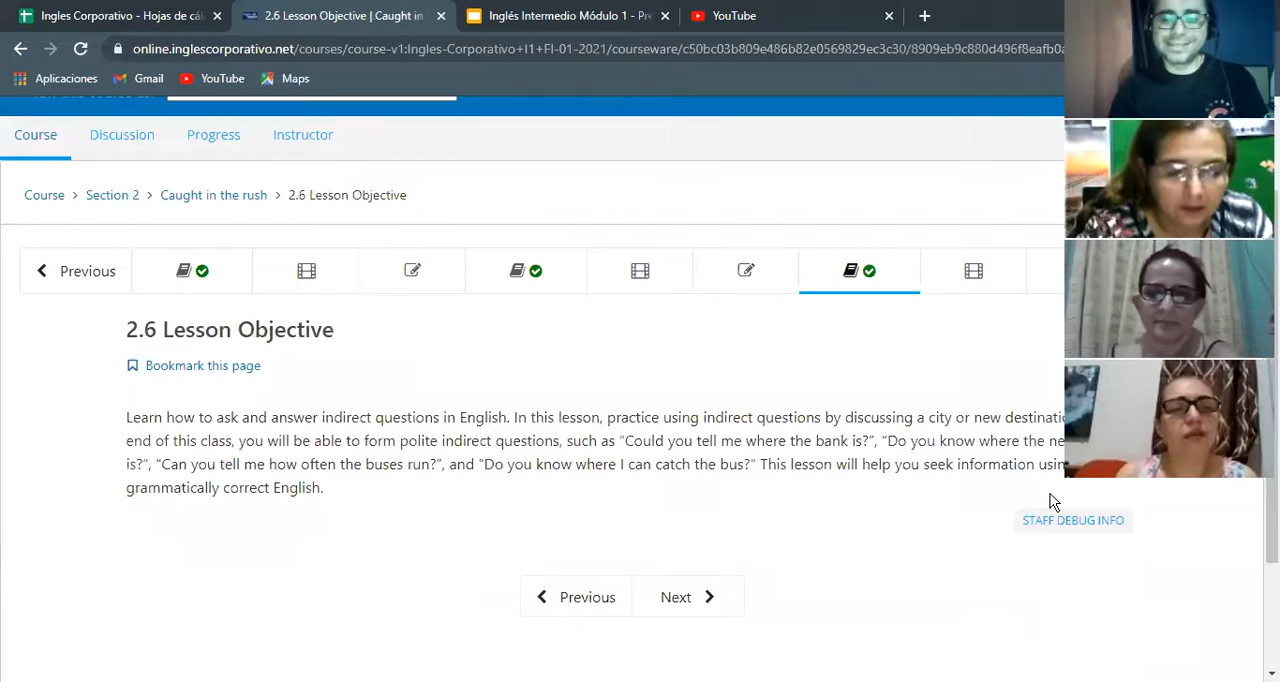 Ingles Corporativo - Hojas de cál
2.6 Lesson Objective | Caught in
Inglés Intermedio Módulo 1 - Pre
YouTube
online.inglescorporativo.net/courses/course-v1:Ingles-Corporativo+I1+FI-01-2021/courseware/c50bc03b809e486b82e0569829ec3c30/8909eb9c880d496f8eafb0a
Aplicaciones Gmail YouTube Maps
Course Discussion Progress Instructor
Course > Section 2 > Caught in the rush > 2.6 Lesson Objective
Previous
2.6 Lesson Objective
Bookmark this page
Learn how to ask and answer indirect questions in English. In this lesson, practice using indirect questions by discussing a city or new destinatio
end of this class, you will be able to form polite indirect questions, such as “Could you tell me where the bank is?”, “Do you know where the ne
is?”, “Can you tell me how often the buses run?”, and “Do you know where I can catch the bus?” This lesson will help you seek information usin
grammatically correct English.
STAFF DEBUG INFO
Previous Next